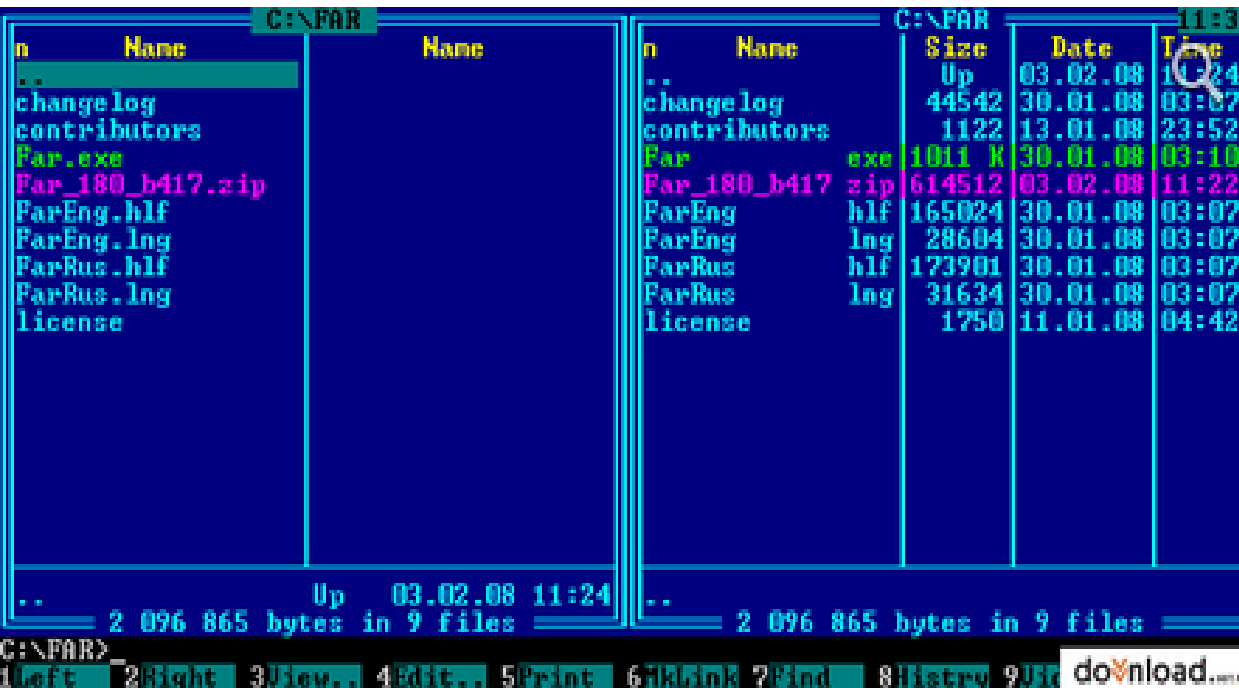 C:\FAR C:\FAR 11:3
n Name Name n Name Size Date Time
.. .. Up 03.02.08 11:24
changelog changelog 44542 30.01.08 03:07
contributors contributors 1122 13.01.08 23:52
Far.exe Far exe 1011 K 30.01.08 03:10
Far_180_b417.zip Far_180_b417 zip 614512 03.02.08 11:22
FarEng.hlf FarEng hlf 165024 30.01.08 03:07
FarEng.lng FarEng lng 28604 30.01.08 03:07
FarRus.hlf FarRus hlf 173901 30.01.08 03:07
FarRus.lng FarRus lng 31634 30.01.08 03:07
license license 1750 11.01.08 04:42
.. Up 03.02.08 11:24 ..
2 096 865 bytes in 9 files 2 096 865 bytes in 9 files
C:\FAR>_
1Left 2Right 3View.. 4Edit.. 5Print 6MkLink 7Find 8Histry 9Vid
download